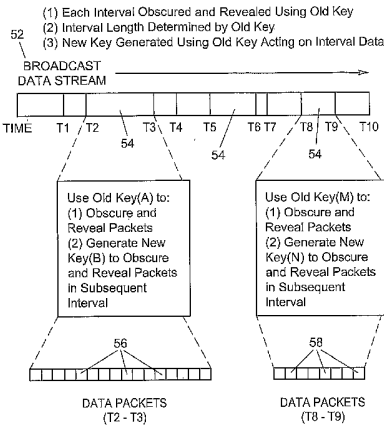 (1) Each Interval Obscured and Revealed Using Old Key
(2) Interval Length Determined by Old Key
(3) New Key Generated Using Old Key Acting on Interval Data
52
BROADCAST
DATA STREAM
TIME T1 T2 T3 T4 T5 T6 T7 T8 T9 T10
54 54 54
Use Old Key(A) to:
(1) Obscure and
Reveal Packets
(2) Generate New
Key(B) to Obscure
and Reveal Packets
in Subsequent
Interval
Use Old Key(M) to:
(1) Obscure and
Reveal Packets
(2) Generate New
Key(N) to Obscure
and Reveal Packets
in Subsequent
Interval
56 58
DATA PACKETS
(T2 - T3)
DATA PACKETS
(T8 - T9)